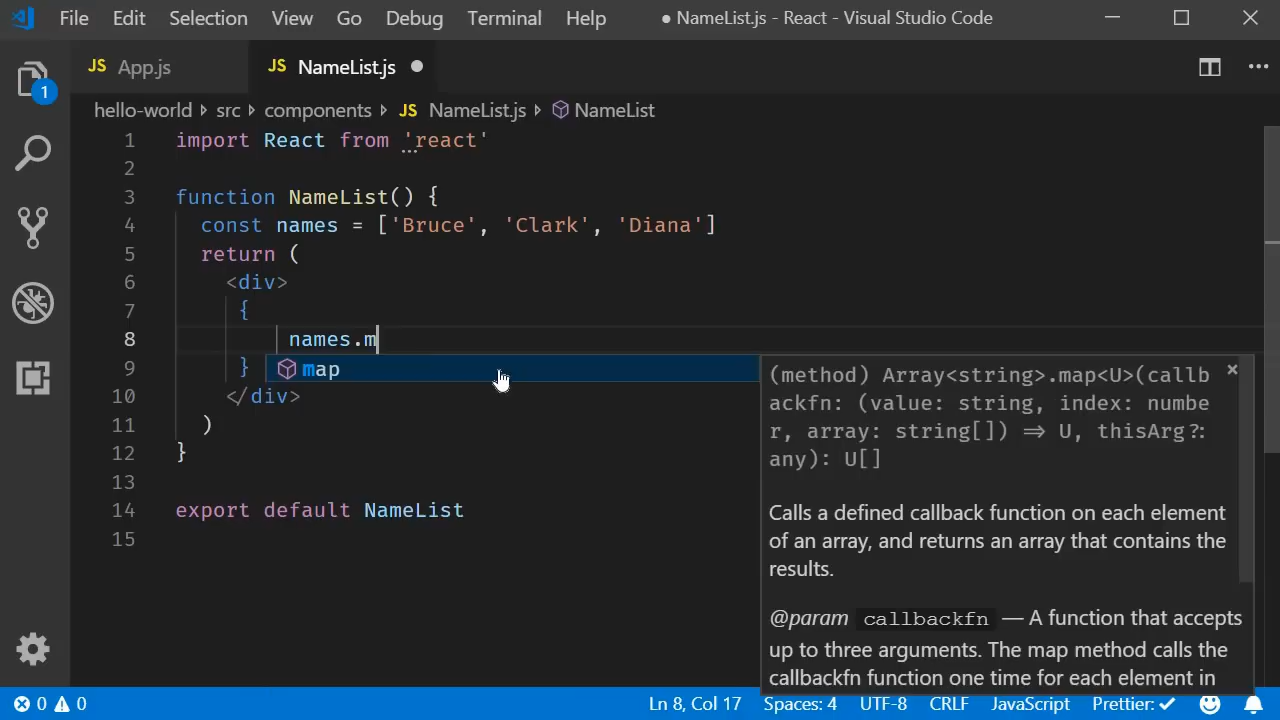 File Edit Selection View Go Debug Terminal Help ● NameList.js - React - Visual Studio Code
JS App.js JS NameList.js ●
hello-world › src › components › JS NameList.js › NameList
1
1 import React from 'react'
2
3 function NameList() {
4 const names = ['Bruce', 'Clark', 'Diana']
5 return (
6 <div>
7 {
8 names.m
9 }
map
10 </div>
11 )
12 }
13
14 export default NameList
15
(method) Array<string>.map<U>(callb
ackfn: (value: string, index: numbe
r, array: string[]) => U, thisArg?:
any): U[]
Calls a defined callback function on each element
of an array, and returns an array that contains the
results.
@param callbackfn — A function that accepts
up to three arguments. The map method calls the
callbackfn function one time for each element in
0 0 Ln 8, Col 17 Spaces: 4 UTF-8 CRLF JavaScript Prettier: ✓